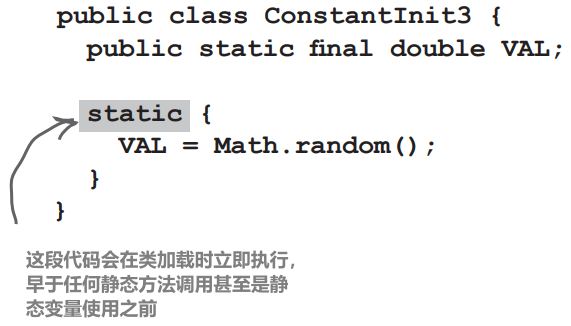 public class ConstantInit3 {
public static final double VAL;
static {
VAL = Math.random();
}
}
这段代码会在类加载时立即执行，
早于任何静态方法调用甚至是静
态变量使用之前